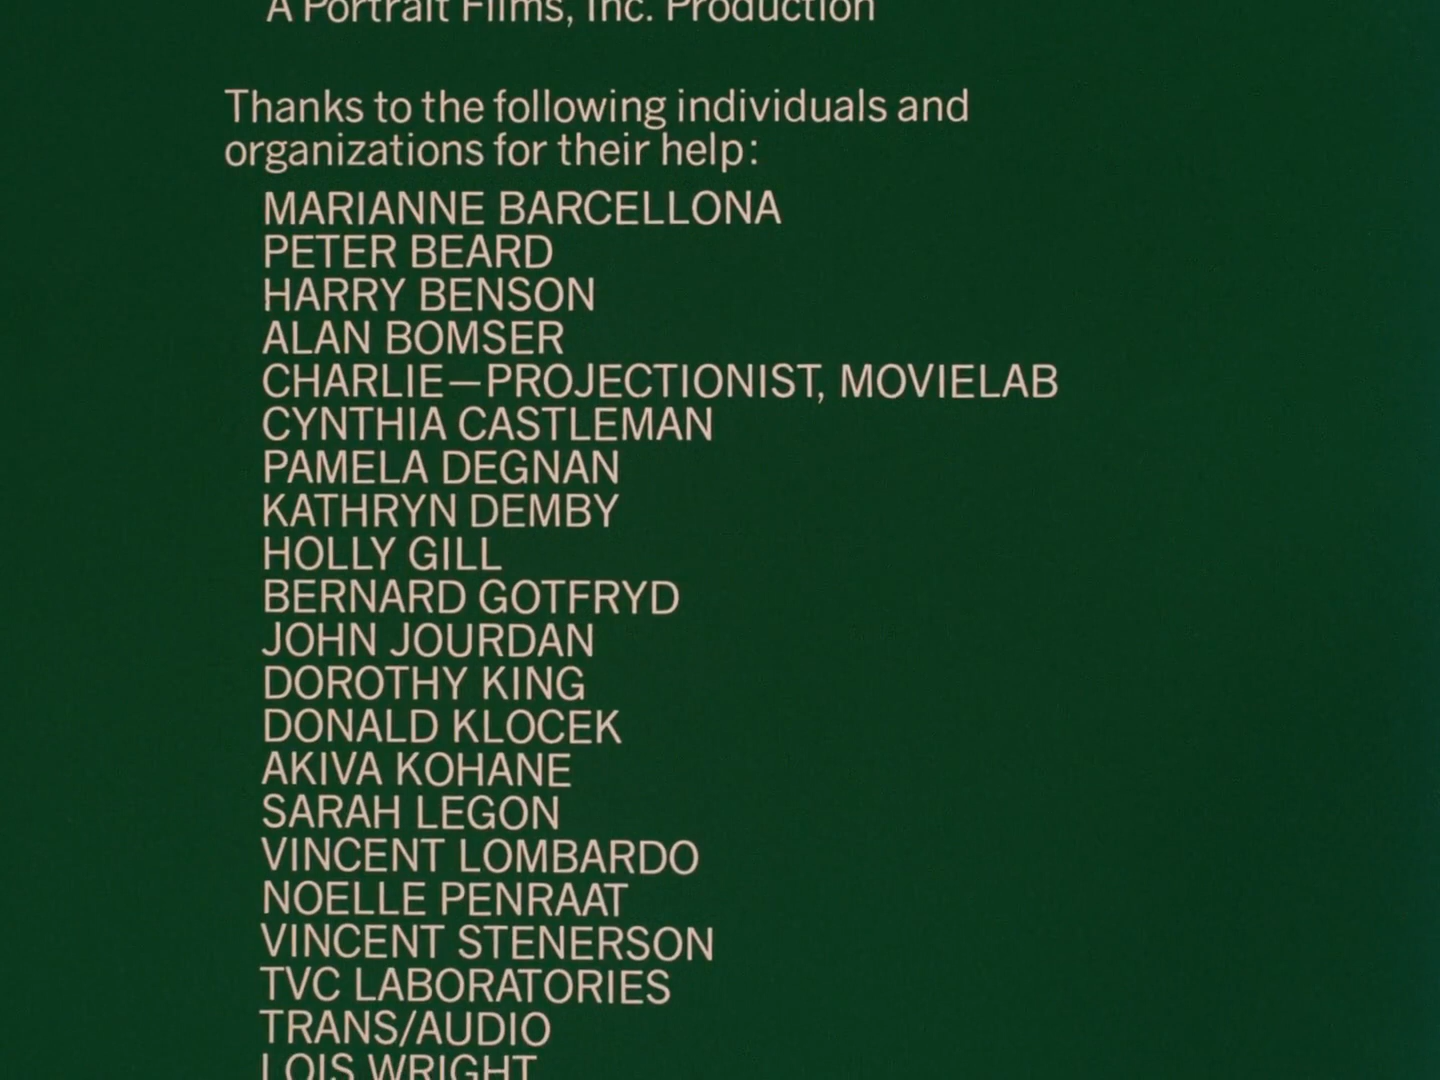 A Portrait Films, Inc. Production
Thanks to the following individuals and
organizations for their help:
MARIANNE BARCELLONA
PETER BEARD
HARRY BENSON
ALAN BOMSER
CHARLIE—PROJECTIONIST, MOVIELAB
CYNTHIA CASTLEMAN
PAMELA DEGNAN
KATHRYN DEMBY
HOLLY GILL
BERNARD GOTFRYD
JOHN JOURDAN
DOROTHY KING
DONALD KLOCEK
AKIVA KOHANE
SARAH LEGON
VINCENT LOMBARDO
NOELLE PENRAAT
VINCENT STENERSON
TVC LABORATORIES
TRANS/AUDIO
LOIS WRIGHT